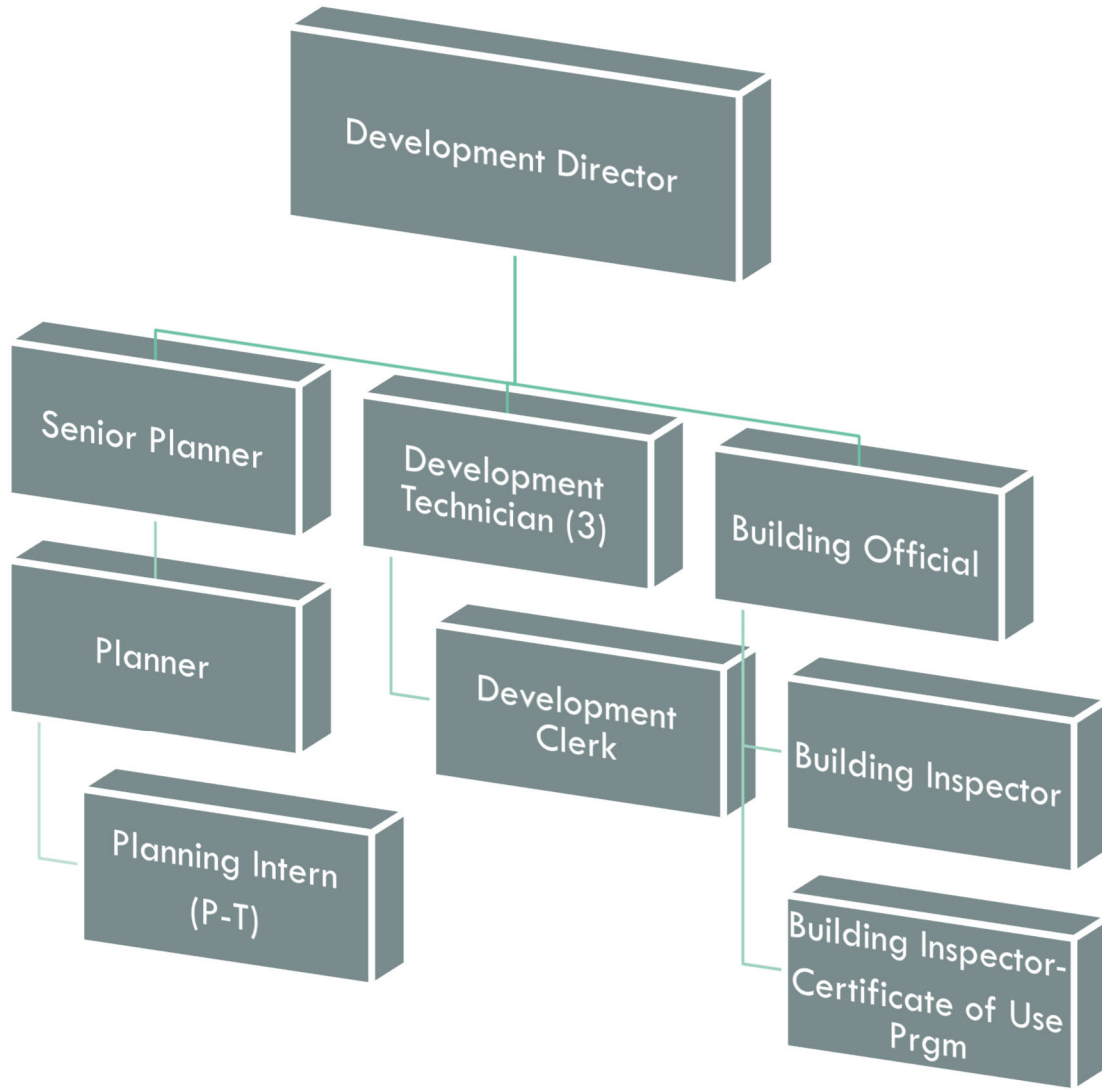 Development Director
Senior Planner
Development
Technician (3)
Building Official
Planner
Development
Clerk
Building Inspector
Planning Intern
(P-T)
Building Inspector-
Certificate of Use
Prgm